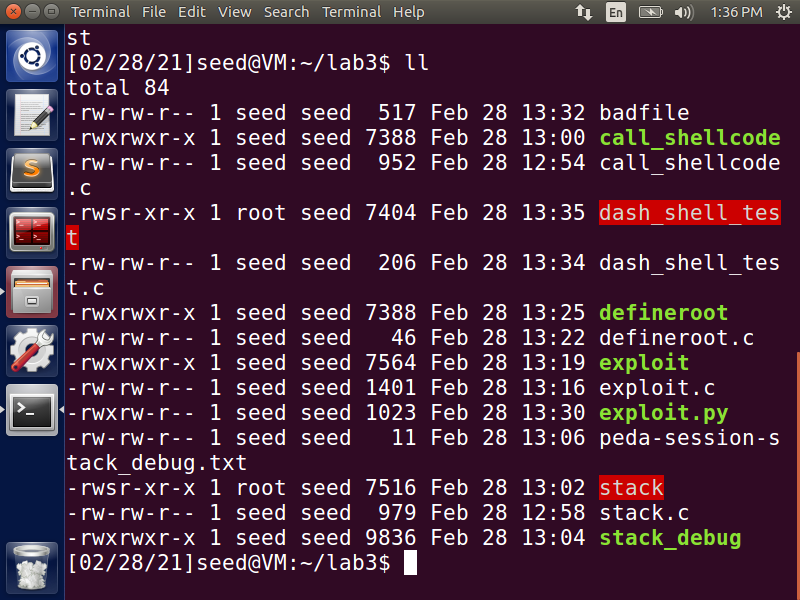 Terminal File Edit View Search Terminal Help En 1:36 PM
st
[02/28/21]seed@VM:~/lab3$ ll
total 84
-rw-rw-r-- 1 seed seed  517 Feb 28 13:32 badfile
-rwxrwxr-x 1 seed seed 7388 Feb 28 13:00 call_shellcode
-rw-rw-r-- 1 seed seed  952 Feb 28 12:54 call_shellcode
.c
-rwsr-xr-x 1 root seed 7404 Feb 28 13:35 dash_shell_tes
t
-rw-rw-r-- 1 seed seed  206 Feb 28 13:34 dash_shell_tes
t.c
-rwxrwxr-x 1 seed seed 7388 Feb 28 13:25 defineroot
-rw-rw-r-- 1 seed seed   46 Feb 28 13:22 defineroot.c
-rwxrwxr-x 1 seed seed 7564 Feb 28 13:19 exploit
-rw-rw-r-- 1 seed seed 1401 Feb 28 13:16 exploit.c
-rwxrw-r-- 1 seed seed 1023 Feb 28 13:30 exploit.py
-rw-rw-r-- 1 seed seed   11 Feb 28 13:06 peda-session-s
tack_debug.txt
-rwsr-xr-x 1 root seed 7516 Feb 28 13:02 stack
-rw-rw-r-- 1 seed seed  979 Feb 28 12:58 stack.c
-rwxrwxr-x 1 seed seed 9836 Feb 28 13:04 stack_debug
[02/28/21]seed@VM:~/lab3$